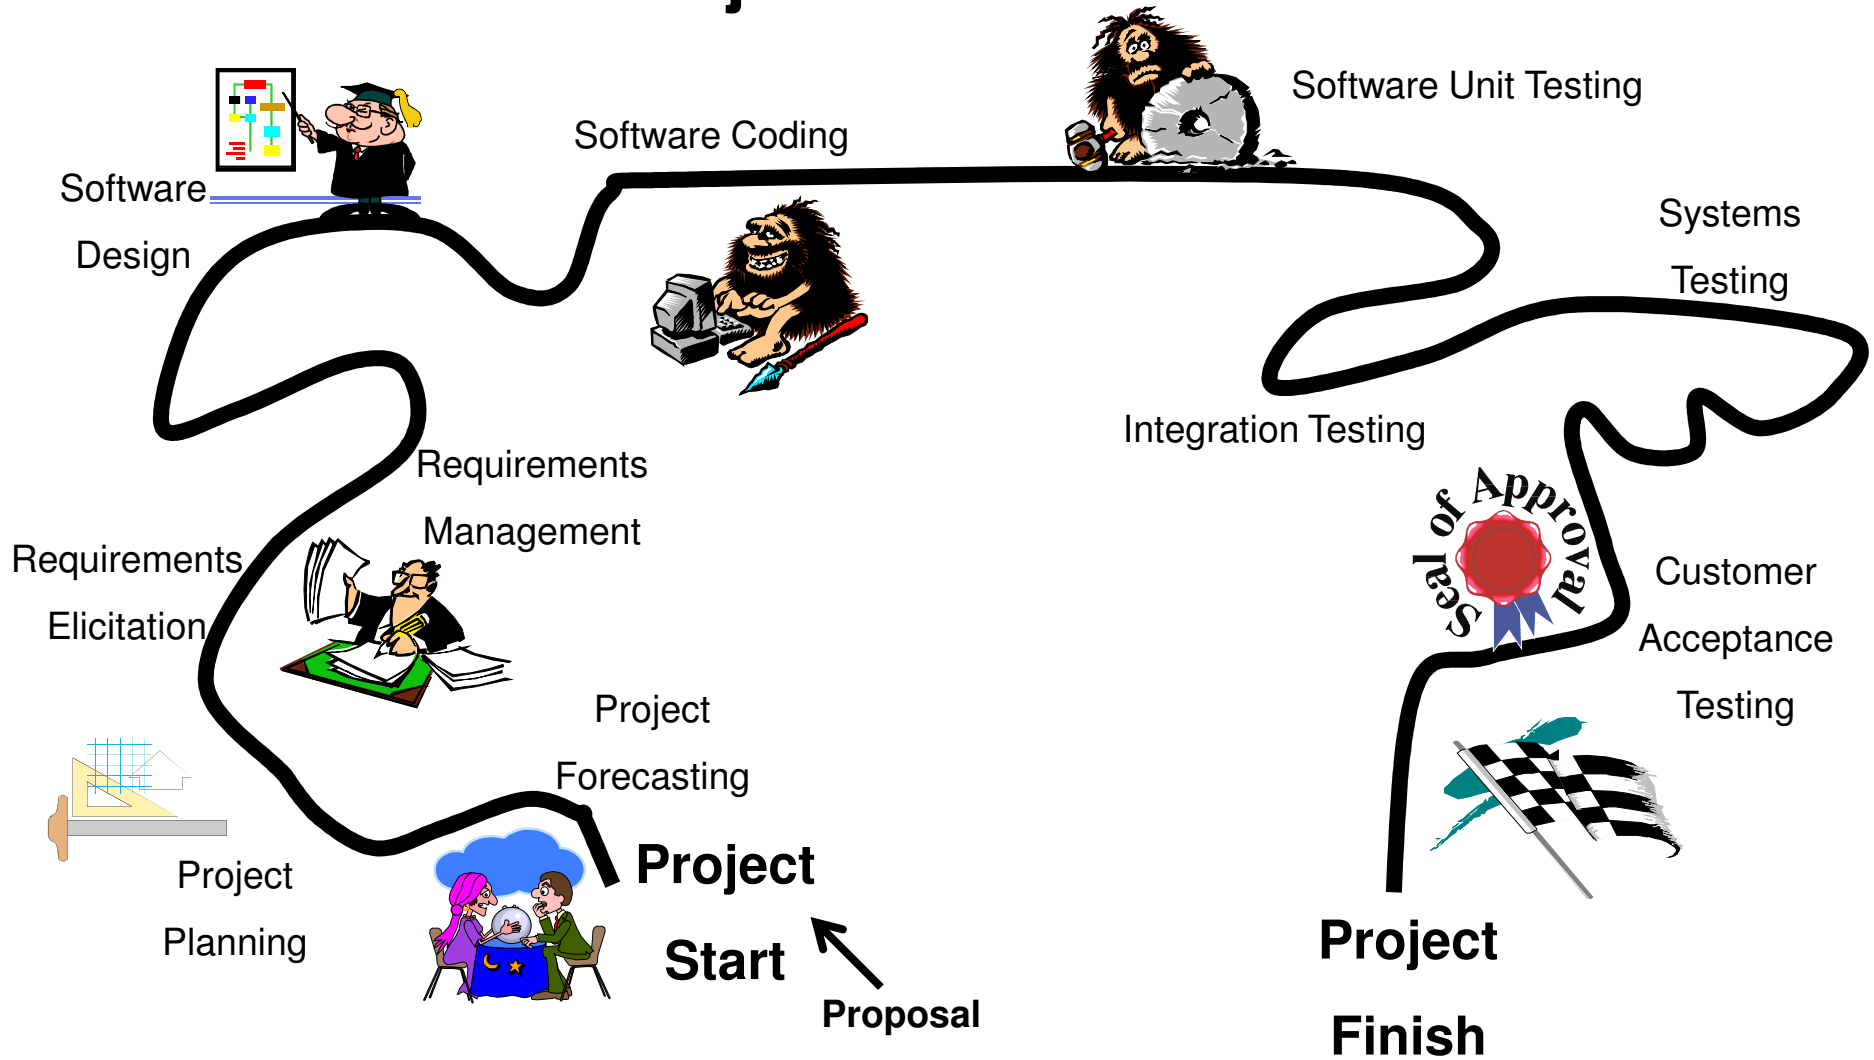 Software Unit Testing
Software Coding
Software
Design
Systems
Testing
Integration Testing
Requirements
Management
Requirements
Elicitation
Seal of Approval
Customer
Acceptance
Testing
Project
Forecasting
Project
Planning
Project
Start
Proposal
Project
Finish